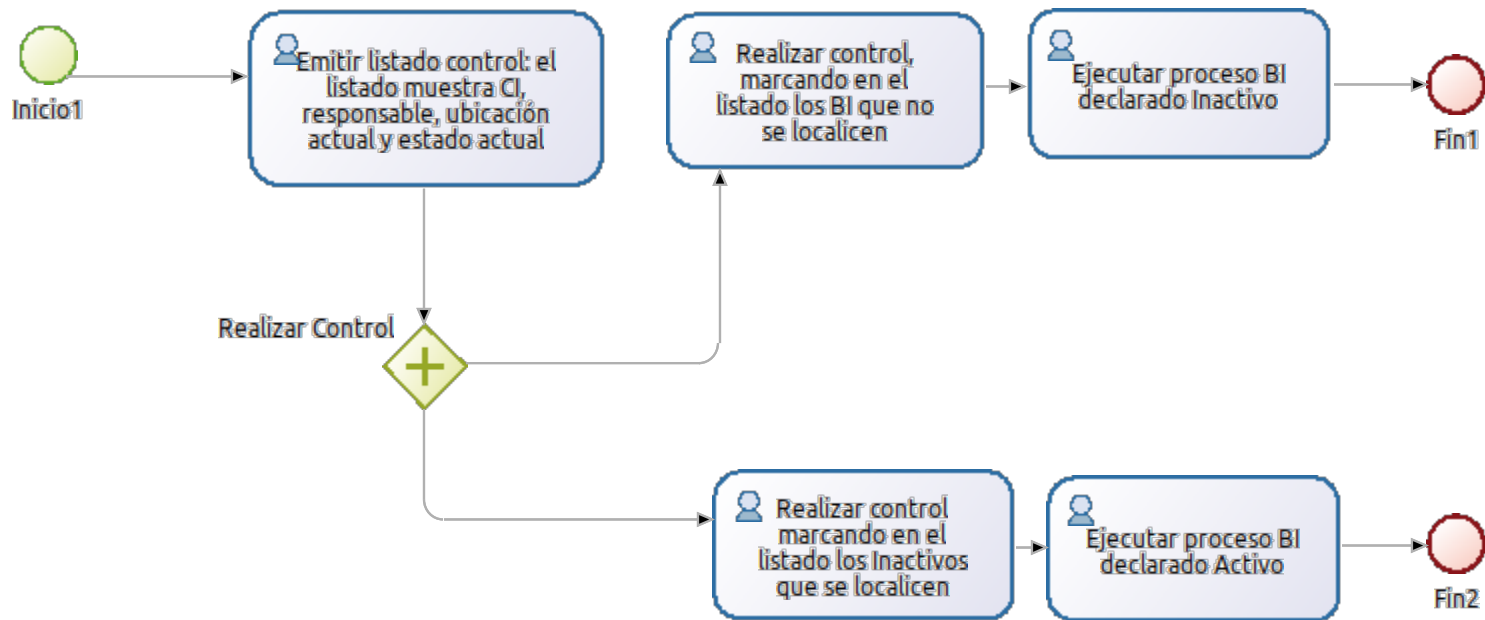 Inicio1
Emitir listado control: el
listado muestra CI,
responsable, ubicación
actual y estado actual
Realizar control,
marcando en el
listado los BI que no
se localicen
Ejecutar proceso BI
declarado Inactivo
Fin1
Realizar Control
Realizar control
marcando en el
listado los Inactivos
que se localicen
Ejecutar proceso BI
declarado Activo
Fin2